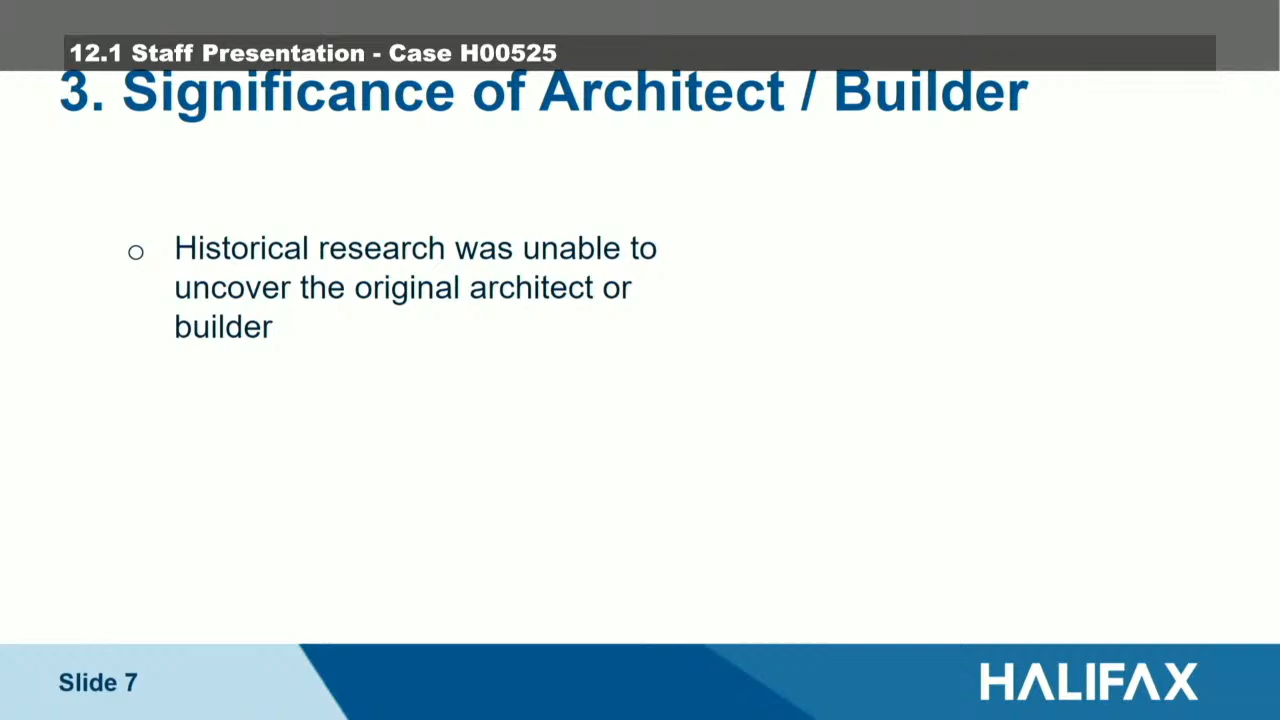 12.1 Staff Presentation - Case H00525
3. Significance of Architect / Builder
o Historical research was unable to
uncover the original architect or
builder
Slide 7
HALIFAX